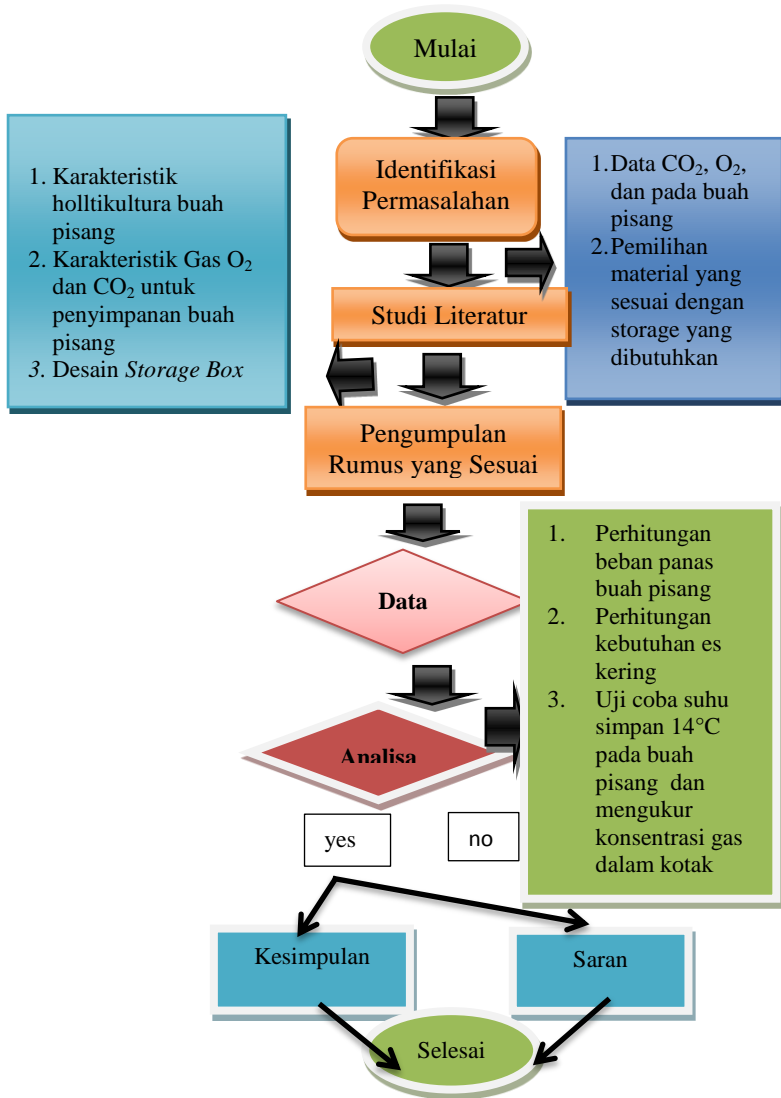 Mulai
Identifikasi
Permasalahan
1. Karakteristik
holltikultura buah
pisang
2. Karakteristik Gas O₂
dan CO₂ untuk
penyimpanan buah
pisang
3. Desain Storage Box
1. Data CO₂, O₂,
dan pada buah
pisang
2. Pemilihan
material yang
sesuai dengan
storage yang
dibutuhkan
Studi Literatur
Pengumpulan
Rumus yang Sesuai
Data
1. Perhitungan
beban panas
buah pisang
2. Perhitungan
kebutuhan es
kering
3. Uji coba suhu
simpan 14°C
pada buah
pisang dan
mengukur
konsentrasi gas
dalam kotak
Analisa
yes
no
Kesimpulan
Saran
Selesai